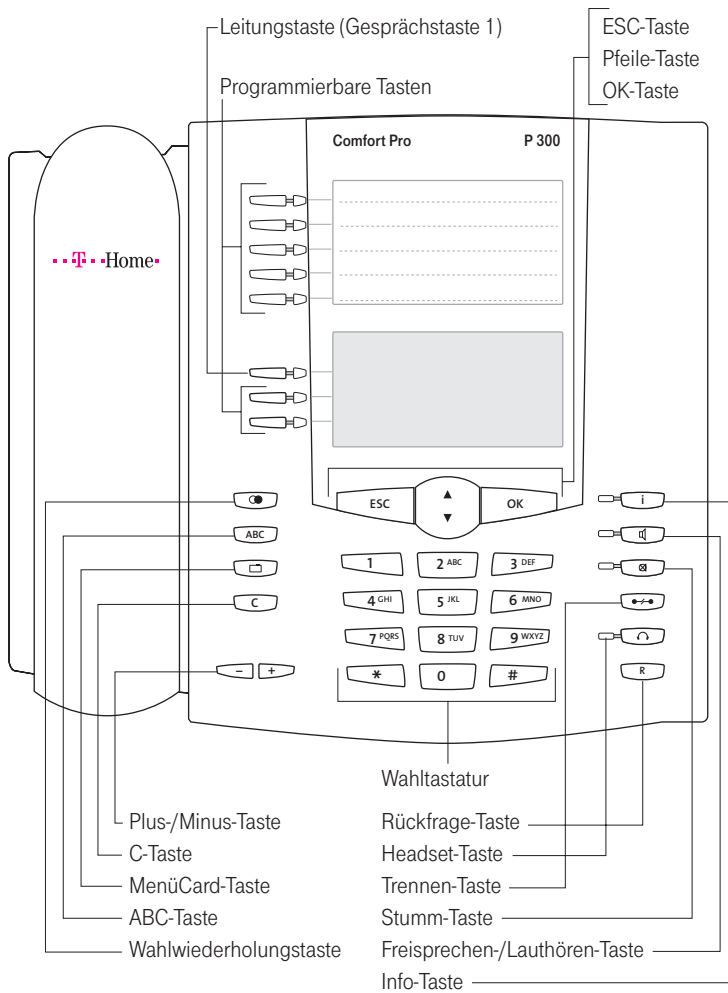 Leitungstaste (Gesprächstaste 1)
ESC-Taste
Pfeile-Taste
OK-Taste
Programmierbare Tasten
Comfort Pro
P 300
T Home
ESC
OK
i
ABC
C
R
1
2 ABC
3 DEF
4 GHI
5 JKL
6 MNO
7 PQRS
8 TUV
9 WXYZ
*
0
#
− +
Wahltastatur
Plus-/Minus-Taste
C-Taste
MenüCard-Taste
ABC-Taste
Wahlwiederholungstaste
Rückfrage-Taste
Headset-Taste
Trennen-Taste
Stumm-Taste
Freisprechen-/Lauthören-Taste
Info-Taste